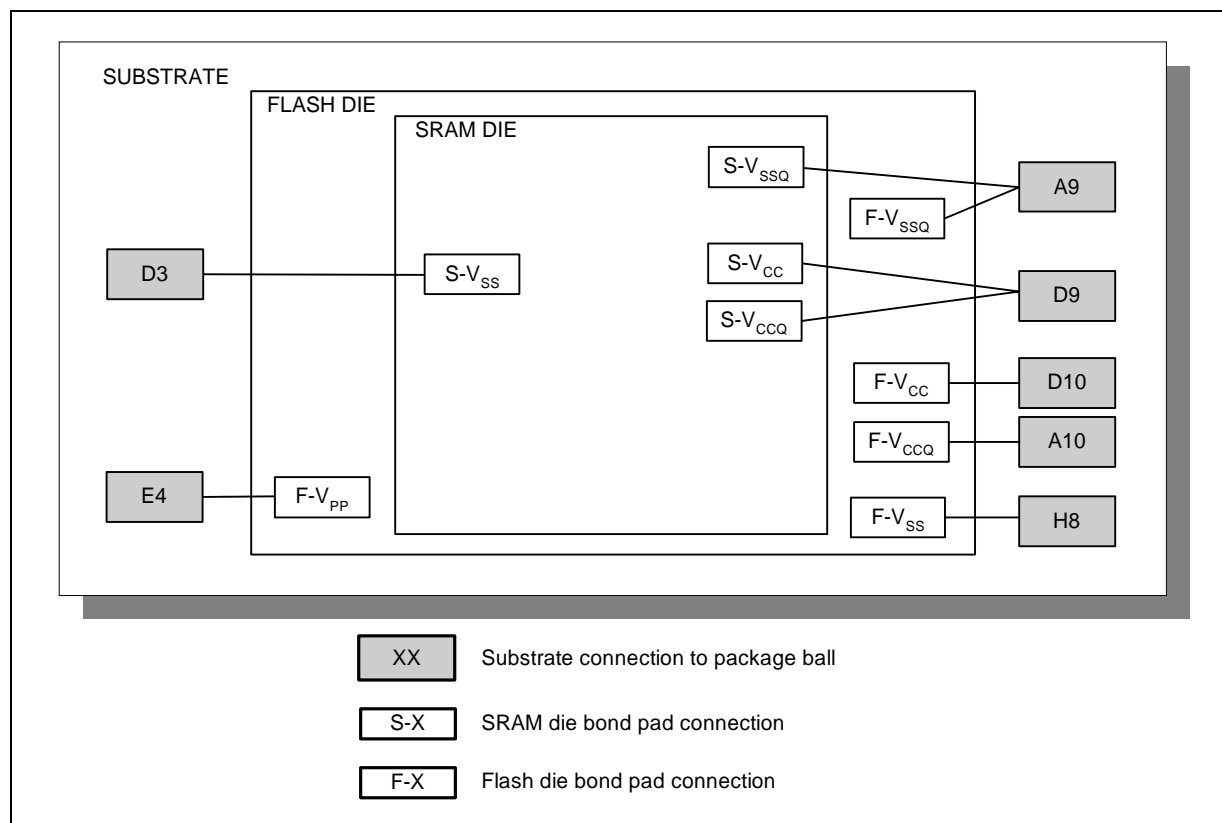 SUBSTRATE
FLASH DIE
SRAM DIE
S-VSSQ
A9
F-VSSQ
D3
S-VSS
S-VCC
D9
S-VCCQ
F-VCC
D10
F-VCCQ
A10
E4
F-VPP
F-VSS
H8
XX Substrate connection to package ball
S-X SRAM die bond pad connection
F-X Flash die bond pad connection